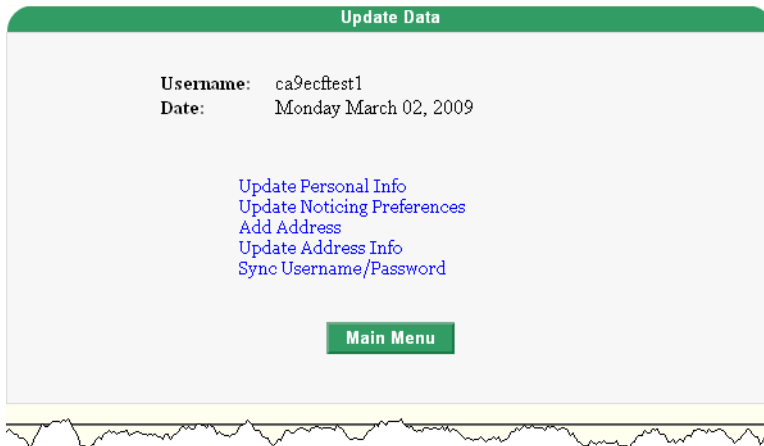 Update Data
Username: ca9ecftest1
Date: Monday March 02, 2009
Update Personal Info
Update Noticing Preferences
Add Address
Update Address Info
Sync Username/Password
Main Menu